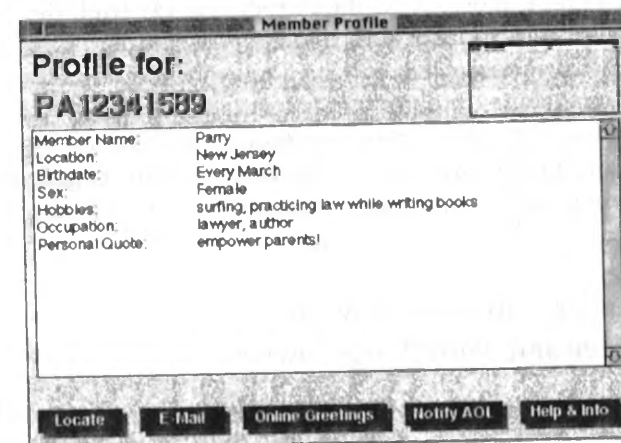 Member Profile
Profile for:
PA12341589
Member Name: Parry
Location: New Jersey
Birthdate: Every March
Sex: Female
Hobbies: surfing, practicing law while writing books
Occupation: lawyer, author
Personal Quote: empower parents!
Locate E-Mail Online Greetings Notify AOL Help & Info